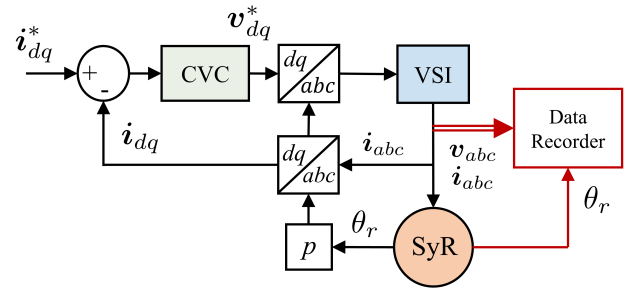 i*dq
+
-
CVC
v*dq
dq
abc
VSI
Data
Recorder
idq
dq
abc
iabc
vabc
iabc
θr
p
θr
SyR